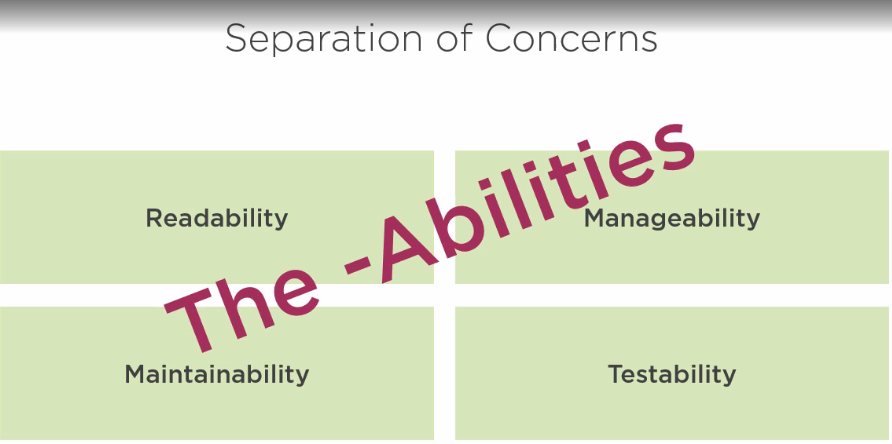 Separation of Concerns
Readability
Manageability
The -Abilities
Maintainability
Testability